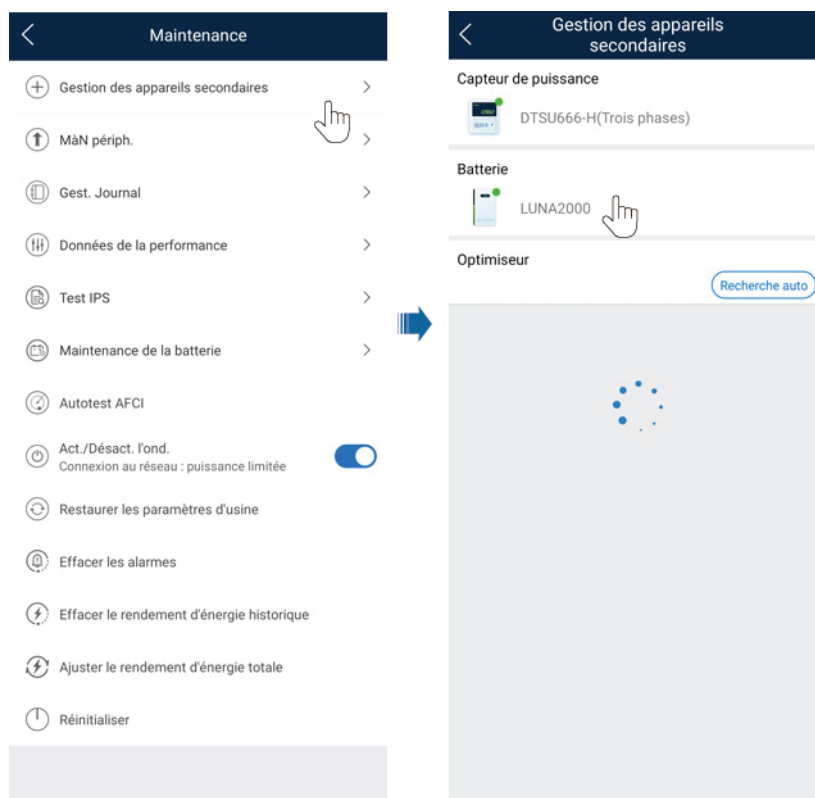 Maintenance
Gestion des appareils secondaires
MàN périph.
Gest. Journal
Données de la performance
Test IPS
Maintenance de la batterie
Autotest AFCI
Act./Désact. l'ond.
Connexion au réseau : puissance limitée
Restaurer les paramètres d'usine
Effacer les alarmes
Effacer le rendement d'énergie historique
Ajuster le rendement d'énergie totale
Réinitialiser
Gestion des appareils
secondaires
Capteur de puissance
DTSU666-H(Trois phases)
Batterie
LUNA2000
Optimiseur
Recherche auto